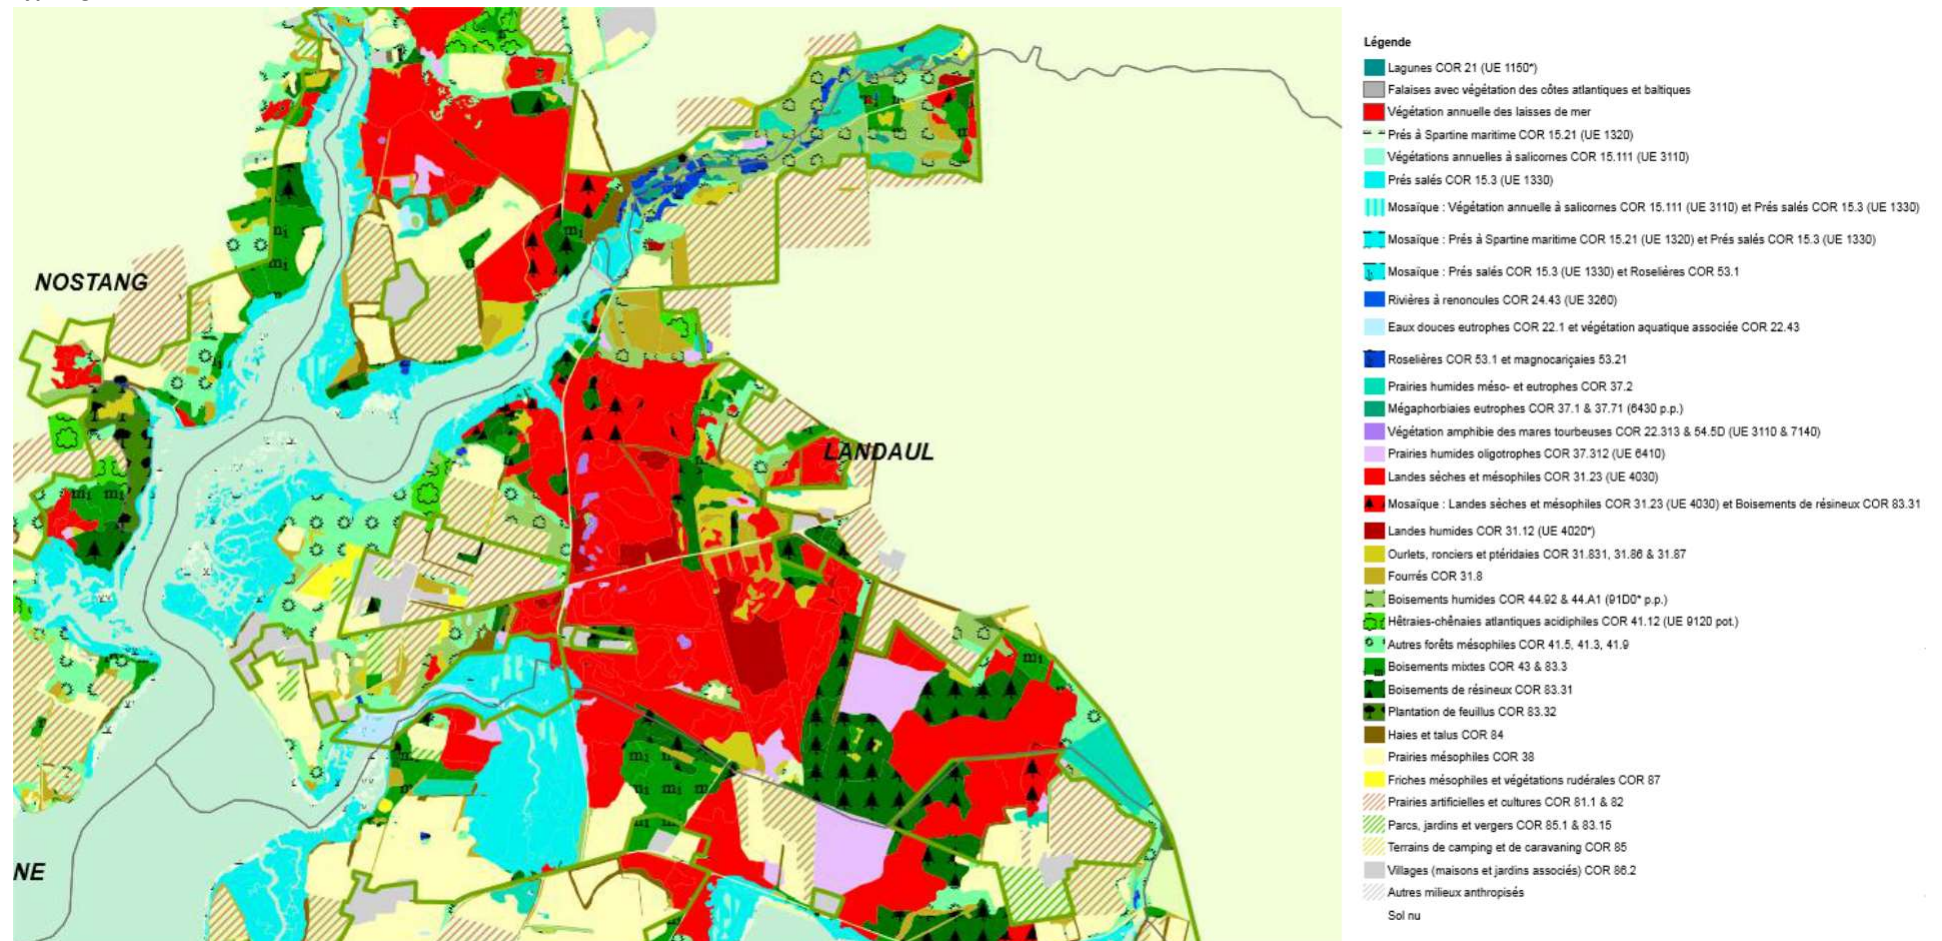 NOSTANG
LANDAUL
NE
Légende
Lagunes COR 21 (UE 1150*)
Falaises avec végétation des côtes atlantiques et baltiques
Végétation annuelle des laisses de mer
Prés à Spartine maritime COR 15.21 (UE 1320)
Végétations annuelles à salicornes COR 15.111 (UE 3110)
Prés salés COR 15.3 (UE 1330)
Mosaïque : Végétation annuelle à salicornes COR 15.111 (UE 3110) et Prés salés COR 15.3 (UE 1330)
Mosaïque : Prés à Spartine maritime COR 15.21 (UE 1320) et Prés salés COR 15.3 (UE 1330)
Mosaïque : Prés salés COR 15.3 (UE 1330) et Roselières COR 53.1
Rivières à renoncules COR 24.43 (UE 3260)
Eaux douces eutrophes COR 22.1 et végétation aquatique associée COR 22.43
Roselières COR 53.1 et magnocariçaies 53.21
Prairies humides méso- et eutrophes COR 37.2
Mégaphorbiaies eutrophes COR 37.1 & 37.71 (6430 p.p.)
Végétation amphibie des mares tourbeuses COR 22.313 & 54.5D (UE 3110 & 7140)
Prairies humides oligotrophes COR 37.312 (UE 6410)
Landes sèches et mésophiles COR 31.23 (UE 4030)
Mosaïque : Landes sèches et mésophiles COR 31.23 (UE 4030) et Boisements de résineux COR 83.31
Landes humides COR 31.12 (UE 4020*)
Ourlets, ronciers et ptéridaies COR 31.831, 31.86 & 31.87
Fourrés COR 31.8
Boisements humides COR 44.92 & 44.A1 (91D0* p.p.)
Hêtraies-chênaies atlantiques acidiphiles COR 41.12 (UE 9120 pot.)
Autres forêts mésophiles COR 41.5, 41.3, 41.9
Boisements mixtes COR 43 & 83.3
Boisements de résineux COR 83.31
Plantation de feuillus COR 83.32
Haies et talus COR 84
Prairies mésophiles COR 38
Friches mésophiles et végétations rudérales COR 87
Prairies artificielles et cultures COR 81.1 & 82
Parcs, jardins et vergers COR 85.1 & 83.15
Terrains de camping et de caravaning COR 85
Villages (maisons et jardins associés) COR 86.2
Autres milieux anthropisés
Sol nu